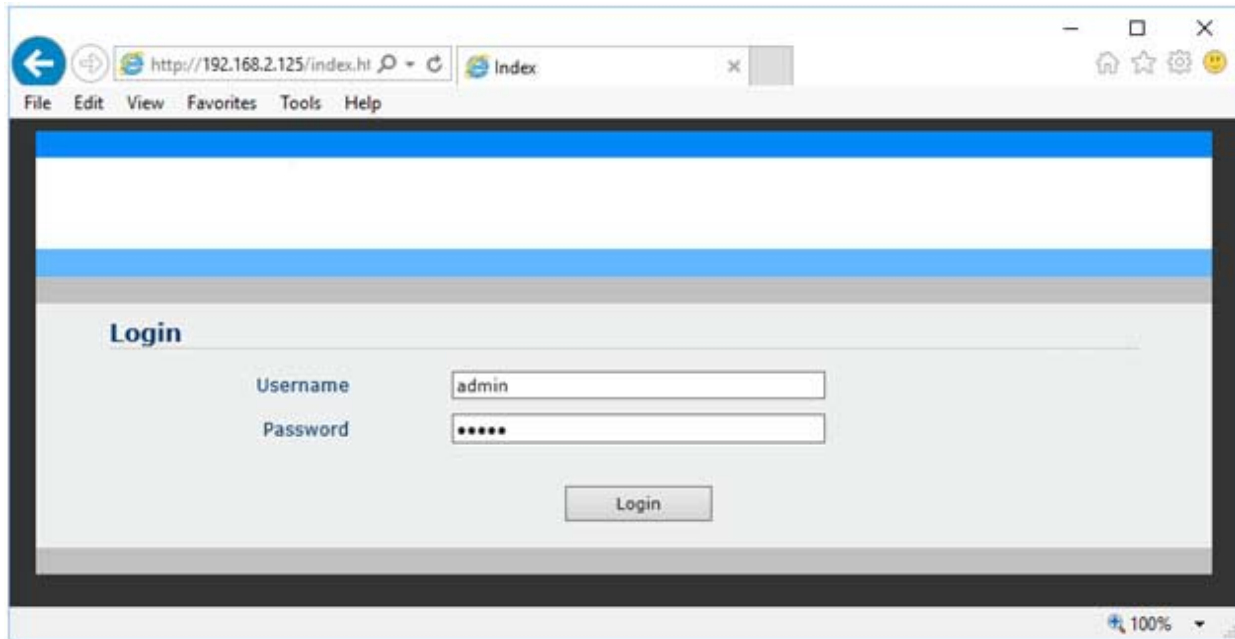 http://192.168.2.125/index.ht
Index
File Edit View Favorites Tools Help
Login
Username admin
Password •••••
Login
100%